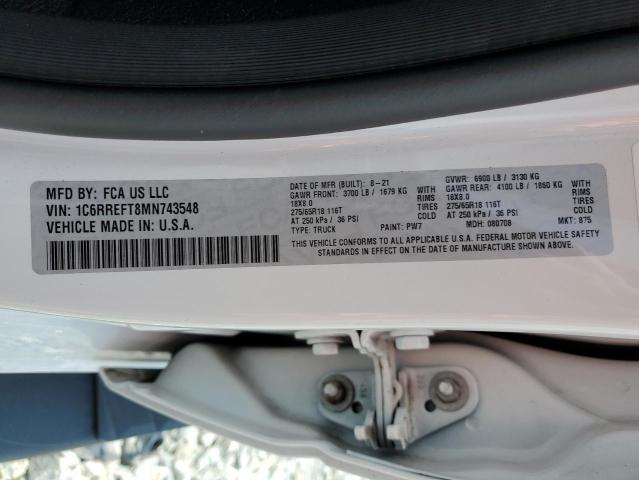 MFD BY: FCA US LLC
VIN: 1C6RREFT8MN743548
VEHICLE MADE IN: U.S.A.
DATE OF MFR (BUILT): 8-21 GVWR: 6900 LB / 3130 KG
GAWR FRONT: 3700 LB / 1679 KG WITH GAWR REAR: 4100 LB / 1860 KG WITH
18X8.0 RIMS 18X8.0 RIMS
275/65R18 116T TIRES 275/65R18 116T TIRES
AT 250 kPa / 36 PSI COLD AT 250 kPa / 36 PSI COLD
TYPE: TRUCK PAINT: PW7 MDH: 080708 MKT: 875
THIS VEHICLE CONFORMS TO ALL APPLICABLE U.S.A. FEDERAL MOTOR VEHICLE SAFETY
STANDARDS IN EFFECT ON THE DATE OF MANUFACTURE SHOWN ABOVE